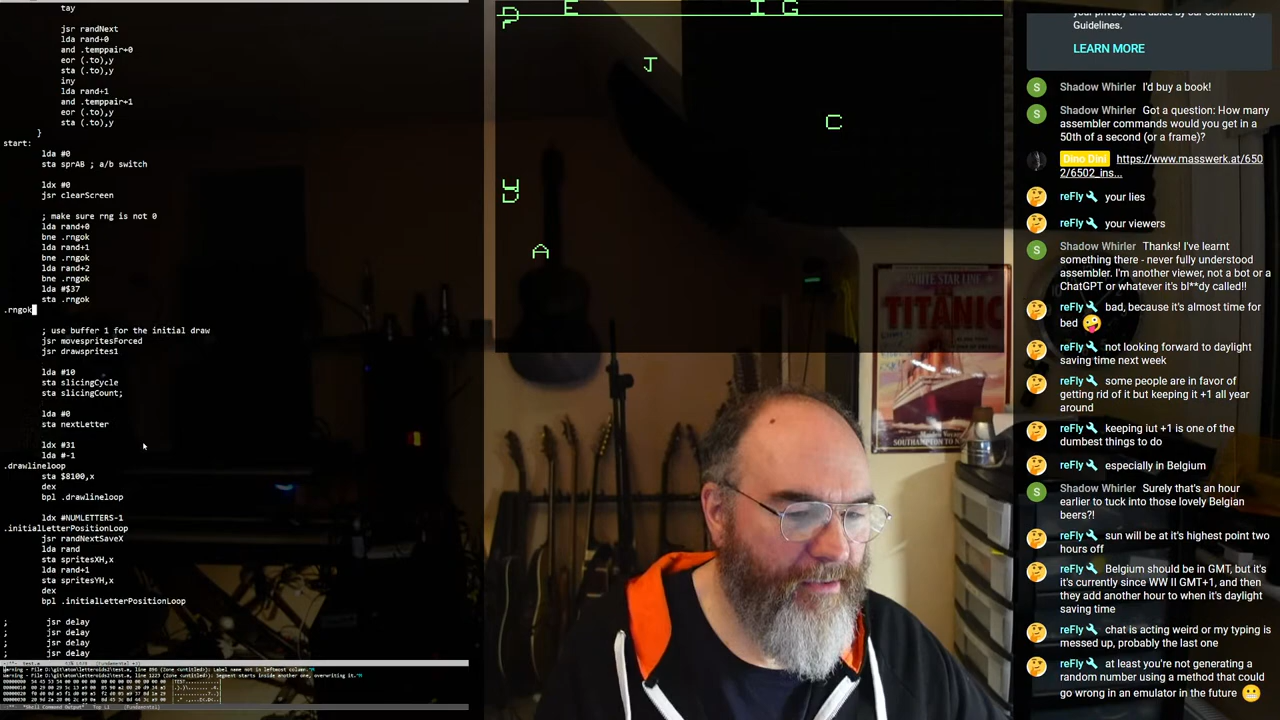 tay
jsr randNext
lda rand+0
and .temppair+0
eor (.to),y
sta (.to),y
iny
lda rand+1
and .temppair+1
eor (.to),y
sta (.to),y
}
start:
lda #0
sta sprAB ; a/b switch
ldx #0
jsr clearScreen
; make sure rng is not 0
lda rand+0
bne .rngok
lda rand+1
bne .rngok
lda rand+2
bne .rngok
lda #$37
sta .rngok
.rngok
; use buffer 1 for the initial draw
jsr movespritesForced
jsr drawsprites1
lda #10
sta slicingCycle
sta slicingCount;
lda #0
sta nextLetter
ldx #31
lda #-1
.drawlineloop
sta $8100,x
dex
bpl .drawlineloop
ldx #NUMLETTERS-1
.initialLetterPositionLoop
jsr randNextSaveX
lda rand
sta spritesXH,x
lda rand+1
sta spritesYH,x
dex
bpl .initialLetterPositionLoop
; jsr delay
; jsr delay
; jsr delay
; jsr delay
E I G
J
C
A
WHITE STAR LINE
TITANIC
SOUTHAMPTON TO
your privacy and abide by our Community
Guidelines.
LEARN MORE
Shadow Whirler I'd buy a book!
Shadow Whirler Got a question: How many
assembler commands would you get in a
50th of a second (or a frame)?
Dino Dini https://www.masswerk.at/650
2/6502_ins...
reFly your lies
reFly your viewers
Shadow Whirler Thanks! I've learnt
something there - never fully understood
assembler. I'm another viewer, not a bot or a
ChatGPT or whatever it's bl**dy called!!
reFly bad, because it's almost time for
bed 🤪
reFly not looking forward to daylight
saving time next week
reFly some people are in favor of
getting rid of it but keeping it +1 all year
around
reFly keeping iut +1 is one of the
dumbest things to do
reFly especially in Belgium
Shadow Whirler Surely that's an hour
earlier to tuck into those lovely Belgian
beers?!
reFly sun will be at it's highest point two
hours off
reFly Belgium should be in GMT, but it's
it's currently since WW II GMT+1, and then
they add another hour to when it's daylight
saving time
reFly chat is acting weird or my typing is
messed up, probably the last one
reFly at least you're not generating a
random number using a method that could
go wrong in an emulator in the future 😬